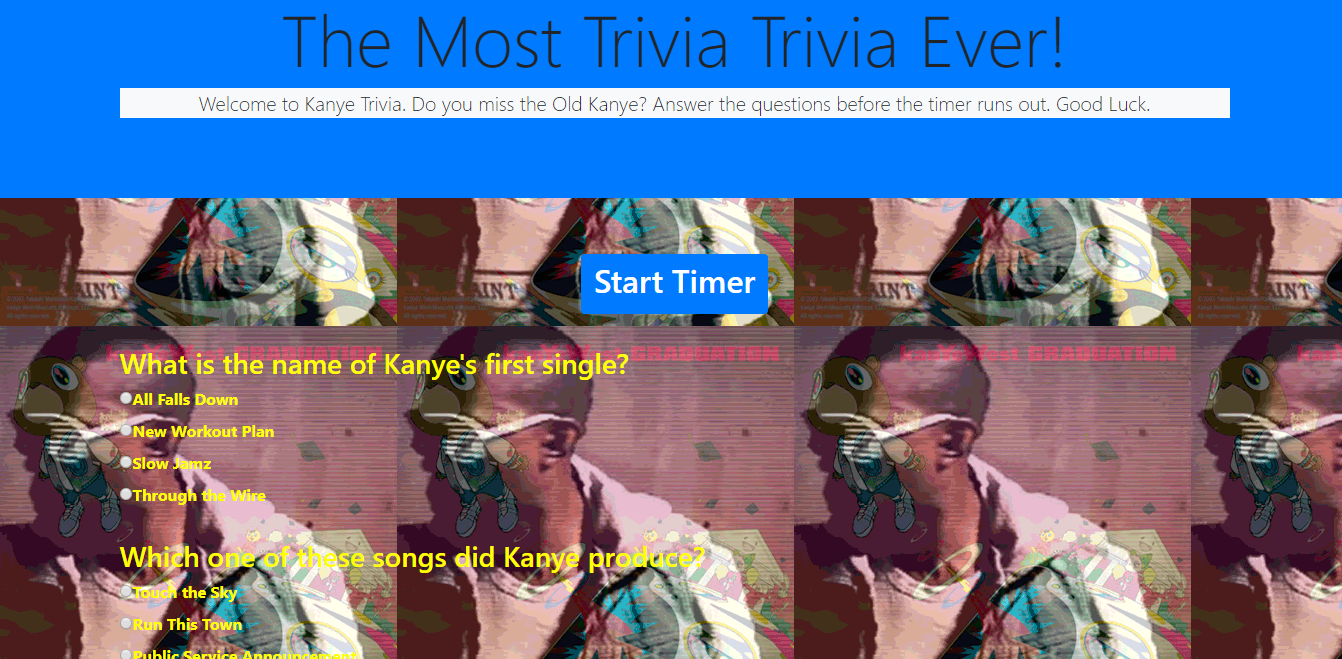 The Most Trivia Trivia Ever!
Welcome to Kanye Trivia. Do you miss the Old Kanye? Answer the questions before the timer runs out. Good Luck.
Start Timer
GRADUATION
GRADUATION
What is the name of Kanye's first single?
All Falls Down
New Workout Plan
Slow Jamz
Through the Wire
Which one of these songs did Kanye produce?
Touch the Sky
Run This Town
Public Service Announcement